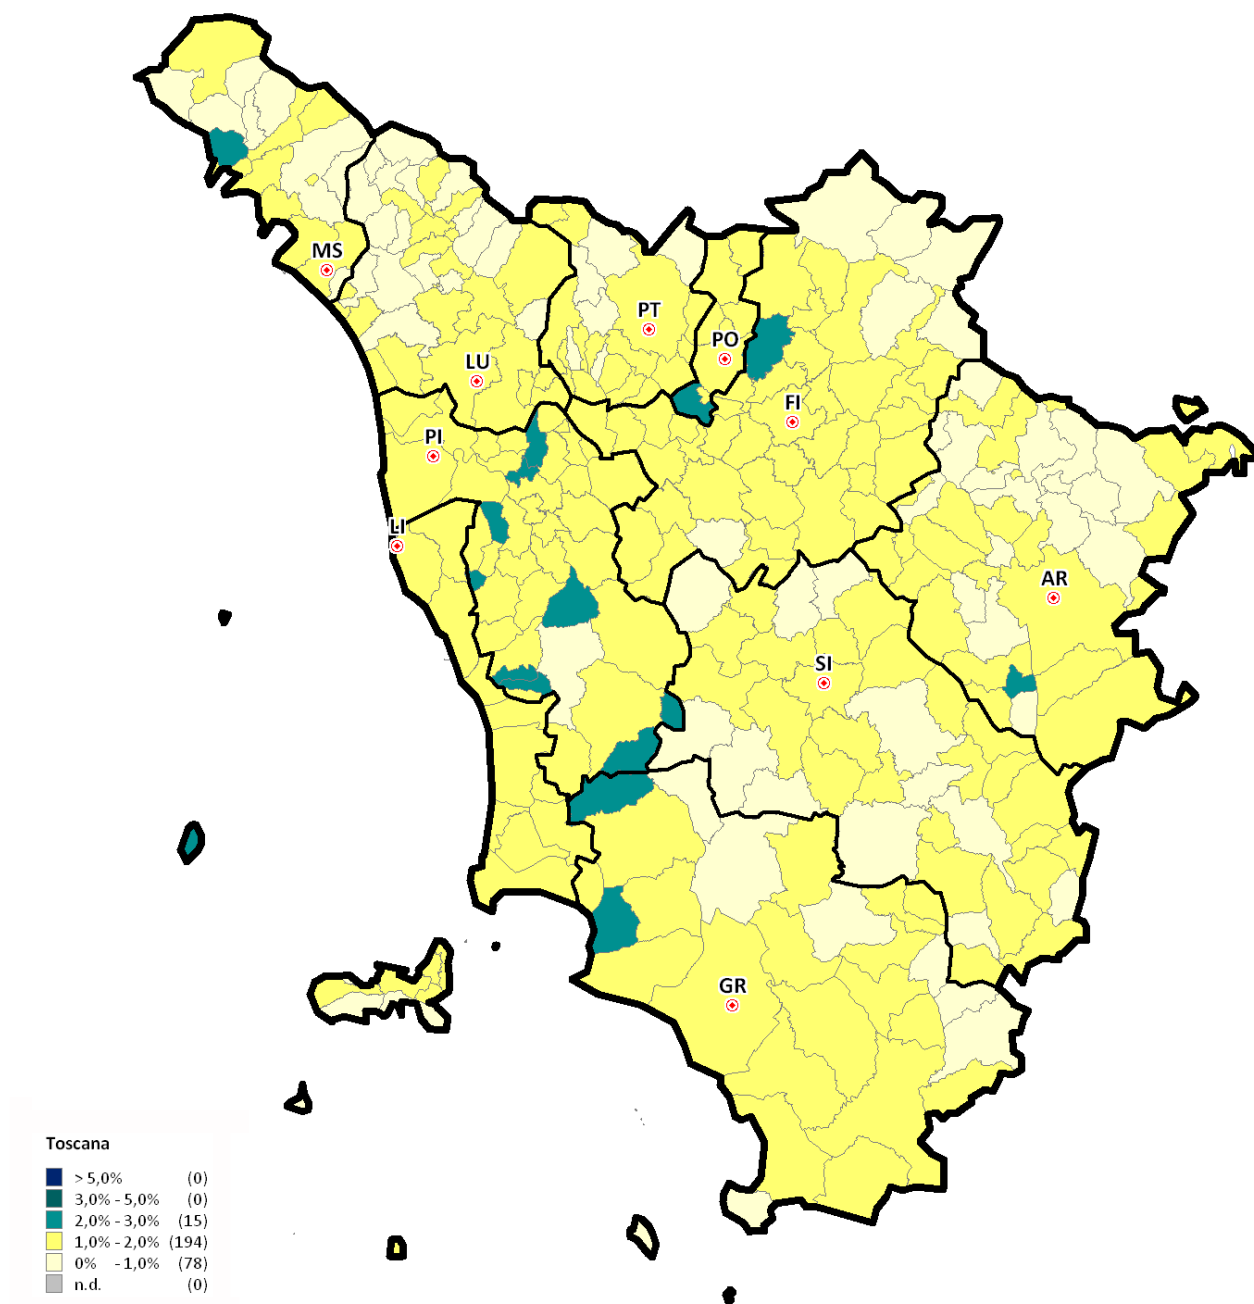 MS
PT
PO
LU
FI
PI
LI
AR
SI
GR
Toscana
> 5,0% (0)
3,0% - 5,0% (0)
2,0% - 3,0% (15)
1,0% - 2,0% (194)
0% - 1,0% (78)
n.d. (0)